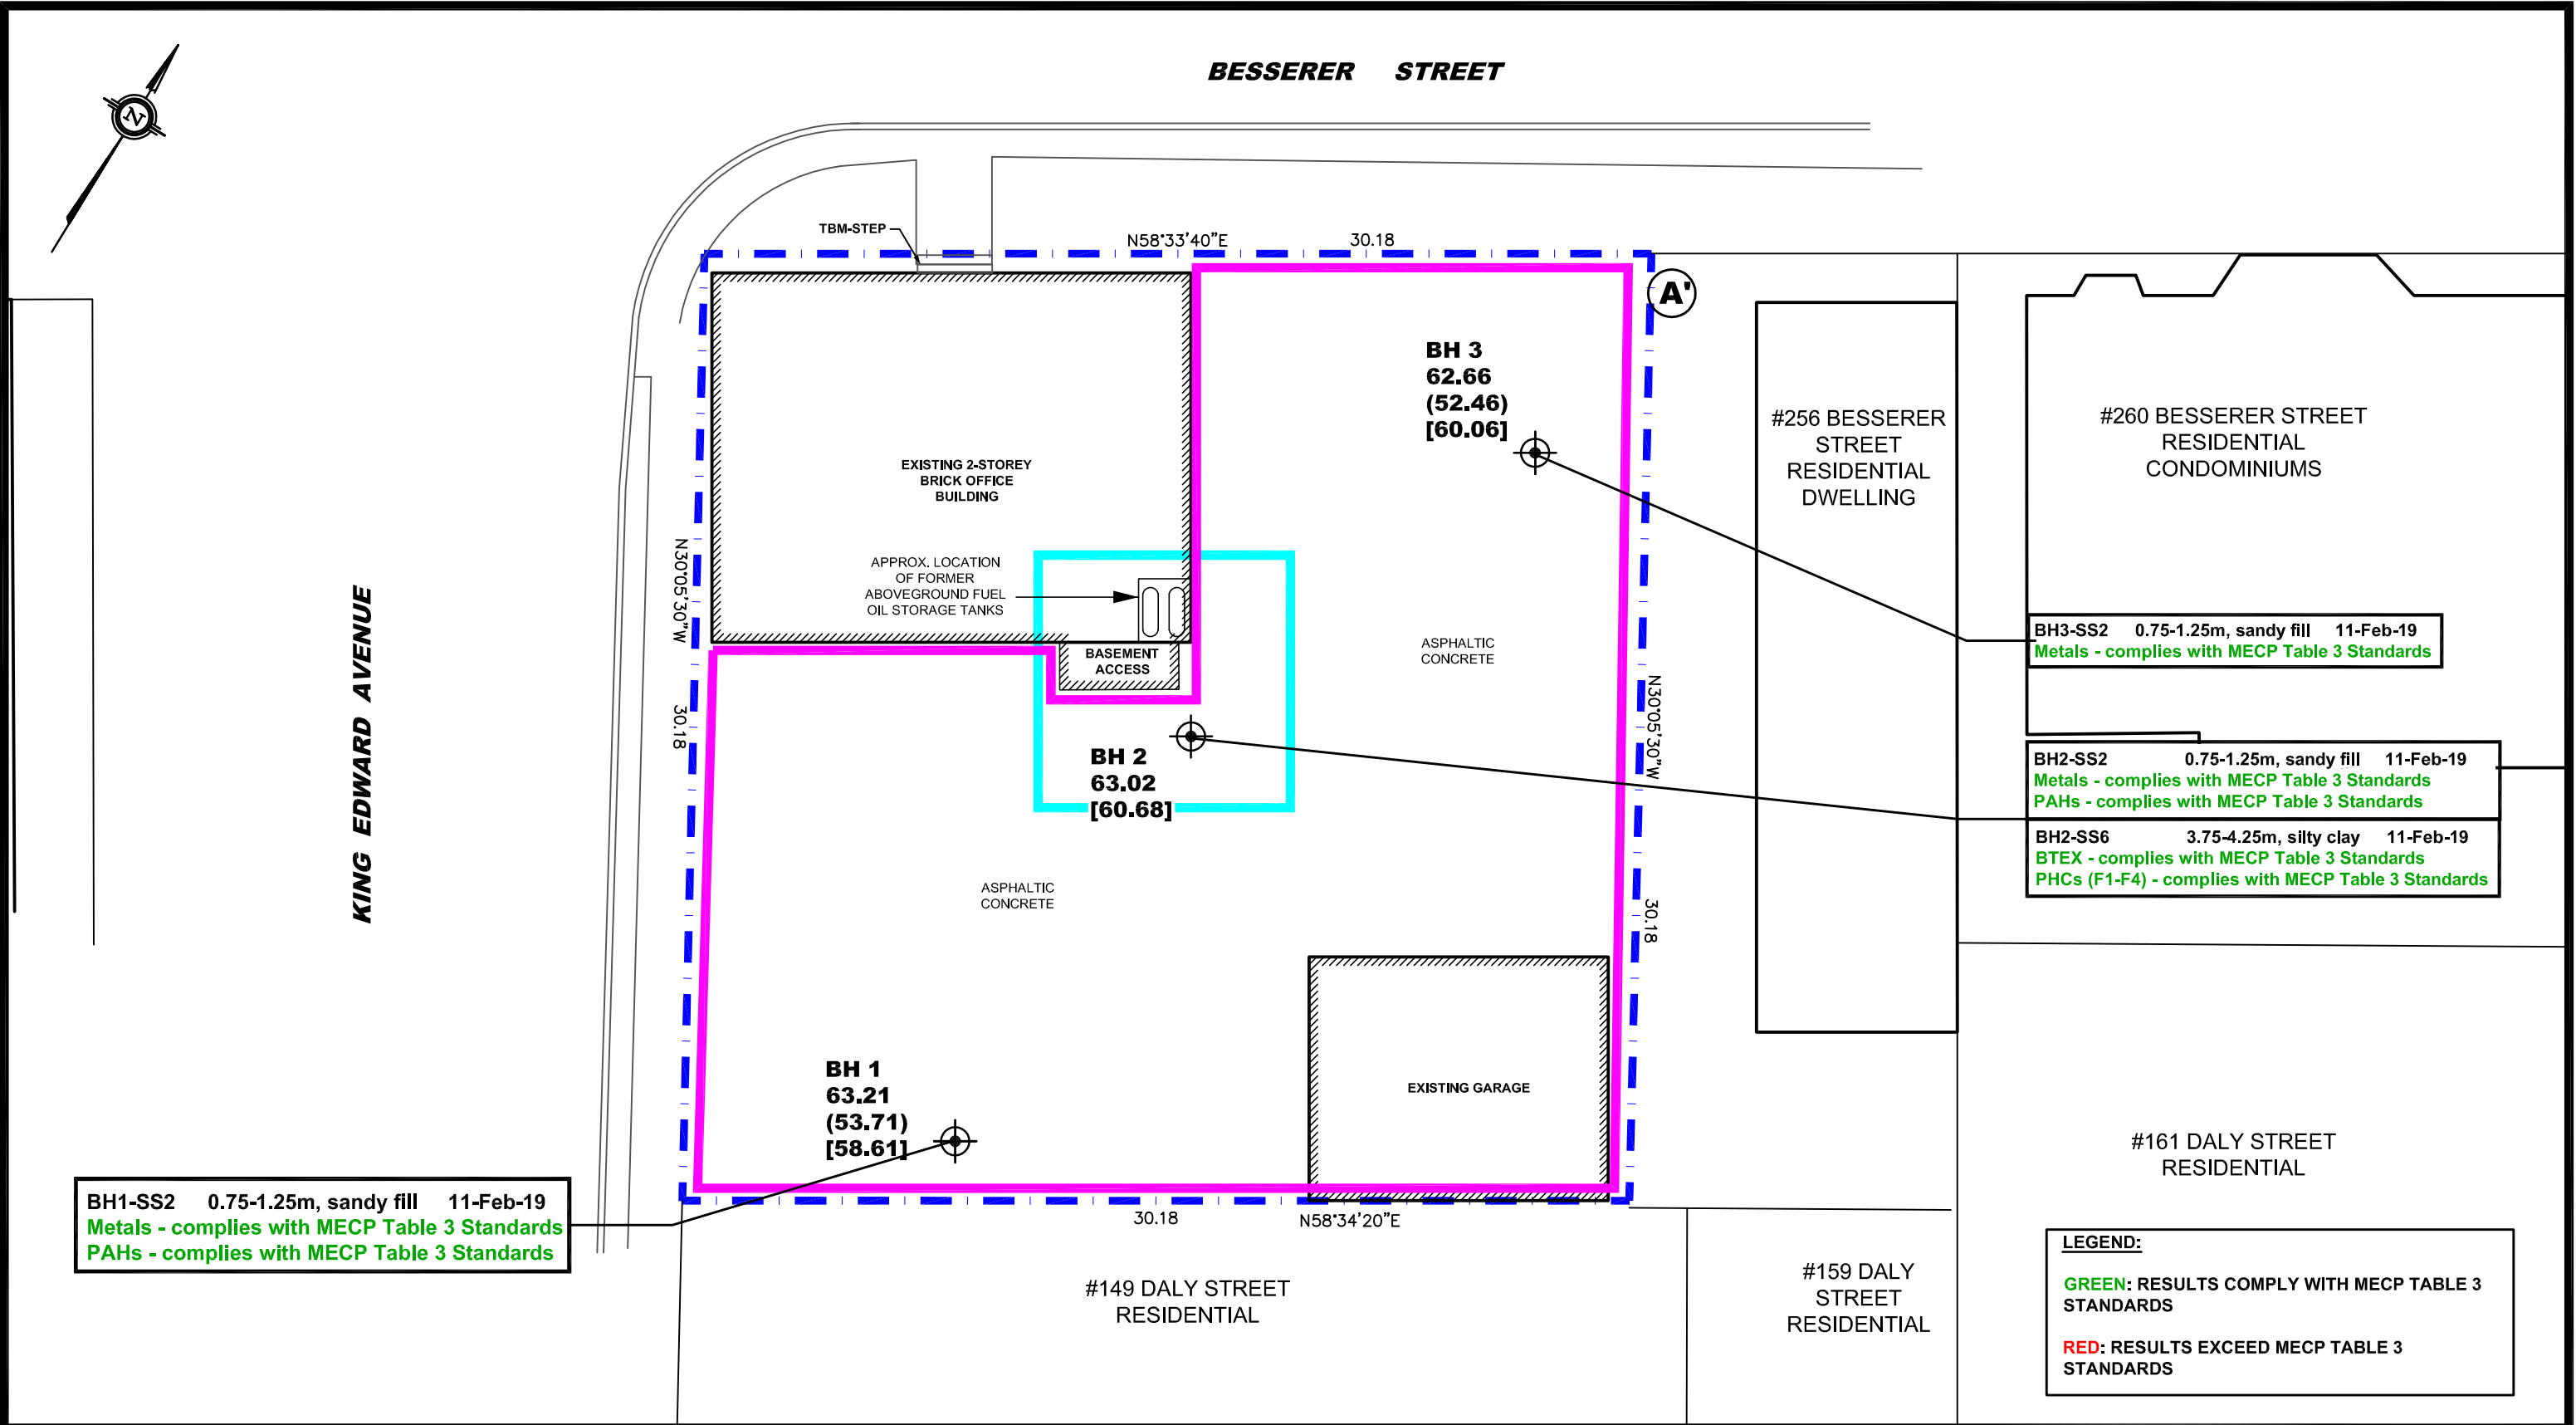 BESSERER STREET
N
TBM-STEP
N58°33'40"E 30.18
A'
BH 3
62.66
(52.46)
[60.06]
#256 BESSERER
STREET
RESIDENTIAL
DWELLING
#260 BESSERER STREET
RESIDENTIAL
CONDOMINIUMS
EXISTING 2-STOREY
BRICK OFFICE
BUILDING
N30°05'30"W
30.18
APPROX. LOCATION
OF FORMER
ABOVEGROUND FUEL
OIL STORAGE TANKS
BASEMENT
ACCESS
ASPHALTIC
CONCRETE
KING EDWARD AVENUE
BH3-SS2 0.75-1.25m, sandy fill 11-Feb-19
Metals - complies with MECP Table 3 Standards
N30°05'30"W
30.18
BH 2
63.02
[60.68]
BH2-SS2 0.75-1.25m, sandy fill 11-Feb-19
Metals - complies with MECP Table 3 Standards
PAHs - complies with MECP Table 3 Standards
BH2-SS6 3.75-4.25m, silty clay 11-Feb-19
BTEX - complies with MECP Table 3 Standards
PHCs (F1-F4) - complies with MECP Table 3 Standards
ASPHALTIC
CONCRETE
BH 1
63.21
(53.71)
[58.61]
EXISTING GARAGE
#161 DALY STREET
RESIDENTIAL
BH1-SS2 0.75-1.25m, sandy fill 11-Feb-19
Metals - complies with MECP Table 3 Standards
PAHs - complies with MECP Table 3 Standards
30.18 N58°34'20"E
#149 DALY STREET
RESIDENTIAL
#159 DALY
STREET
RESIDENTIAL
LEGEND:
GREEN: RESULTS COMPLY WITH MECP TABLE 3
STANDARDS
RED: RESULTS EXCEED MECP TABLE 3
STANDARDS